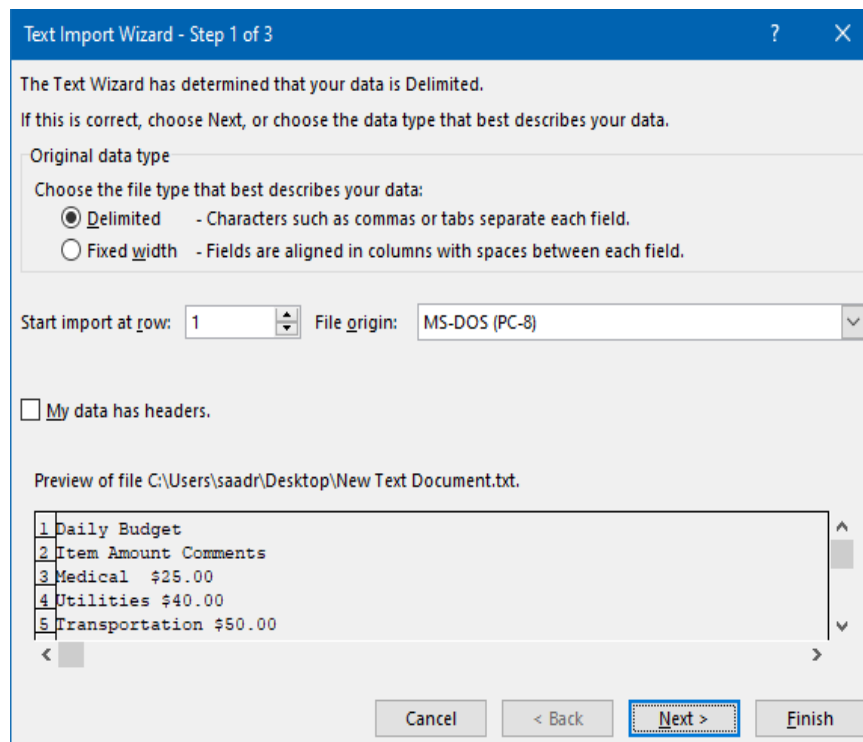 Text Import Wizard - Step 1 of 3 ?
The Text Wizard has determined that your data is Delimited.
If this is correct, choose Next, or choose the data type that best describes your data.
Original data type
Choose the file type that best describes your data:
Delimited - Characters such as commas or tabs separate each field.
Fixed width - Fields are aligned in columns with spaces between each field.
Start import at row: 1 File origin: MS-DOS (PC-8)
My data has headers.
Preview of file C:\Users\saadr\Desktop\New Text Document.txt.
1 Daily Budget
2 Item Amount Comments
3 Medical  $25.00
4 Utilities $40.00
5 Transportation $50.00
Cancel < Back Next > Finish